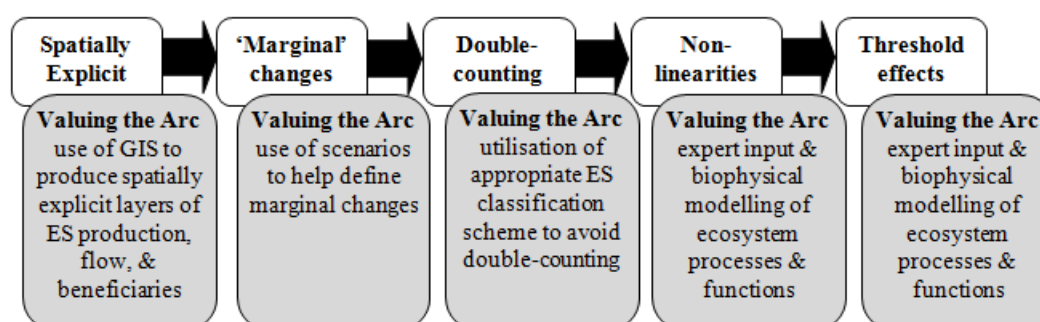 Spatially
Explicit
‘Marginal’
changes
Double-
counting
Non-
linearities
Threshold
effects
Valuing the Arc
use of GIS to
produce spatially
explicit layers of
ES production,
flow, &
beneficiaries
Valuing the Arc
use of scenarios
to help define
marginal changes
Valuing the Arc
utilisation of
appropriate ES
classification
scheme to avoid
double-counting
Valuing the Arc
expert input &
biophysical
modelling of
ecosystem
processes &
functions
Valuing the Arc
expert input &
biophysical
modelling of
ecosystem
processes &
functions